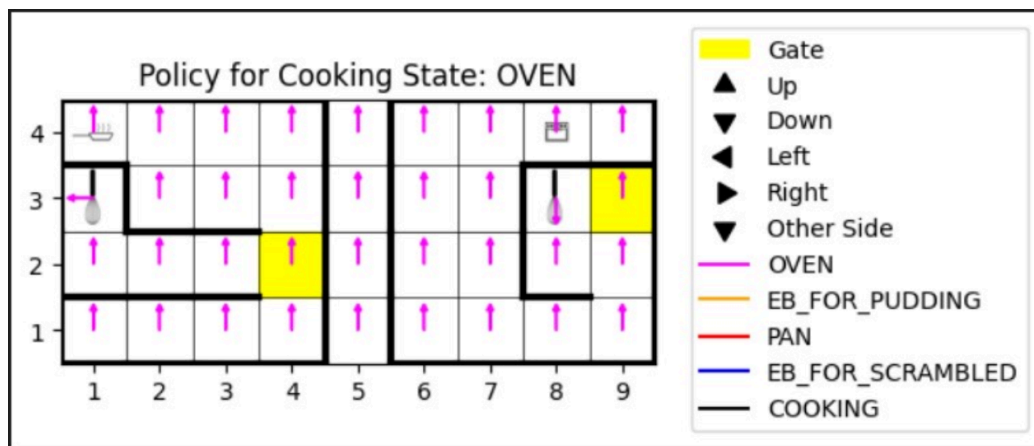 Policy for Cooking State: OVEN
4
3
2
1
1 2 3 4 5 6 7 8 9
Gate
Up
Down
Left
Right
Other Side
OVEN
EB_FOR_PUDDING
PAN
EB_FOR_SCRAMBLED
COOKING